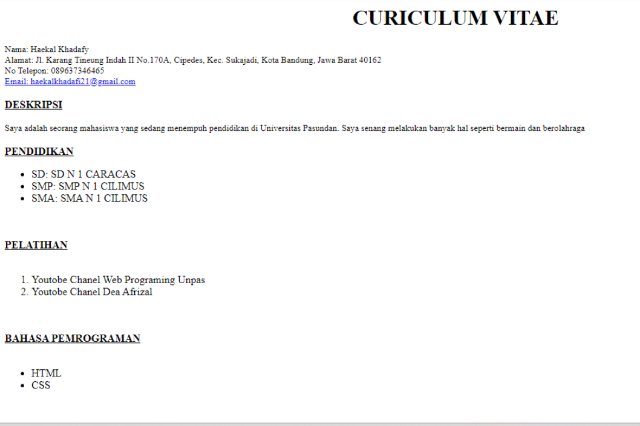 CURICULUM VITAE
Nama: Haekal Khadafy
Alamat: Jl. Karang Tineung Indah II No.170A, Cipedes, Kec. Sukajadi, Kota Bandung, Jawa Barat 40162
No Telepon: 089637346465
Email: haekalkhadafi21@gmail.com
DESKRIPSI
Saya adalah seorang mahasiswa yang sedang menempuh pendidikan di Universitas Pasundan. Saya senang melakukan banyak hal seperti bermain dan berolahraga
PENDIDIKAN
• SD: SD N 1 CARACAS
• SMP: SMP N 1 CILIMUS
• SMA: SMA N 1 CILIMUS
PELATIHAN
1. Youtobe Chanel Web Programing Unpas
2. Youtobe Chanel Dea Afrizal
BAHASA PEMROGRAMAN
• HTML
• CSS